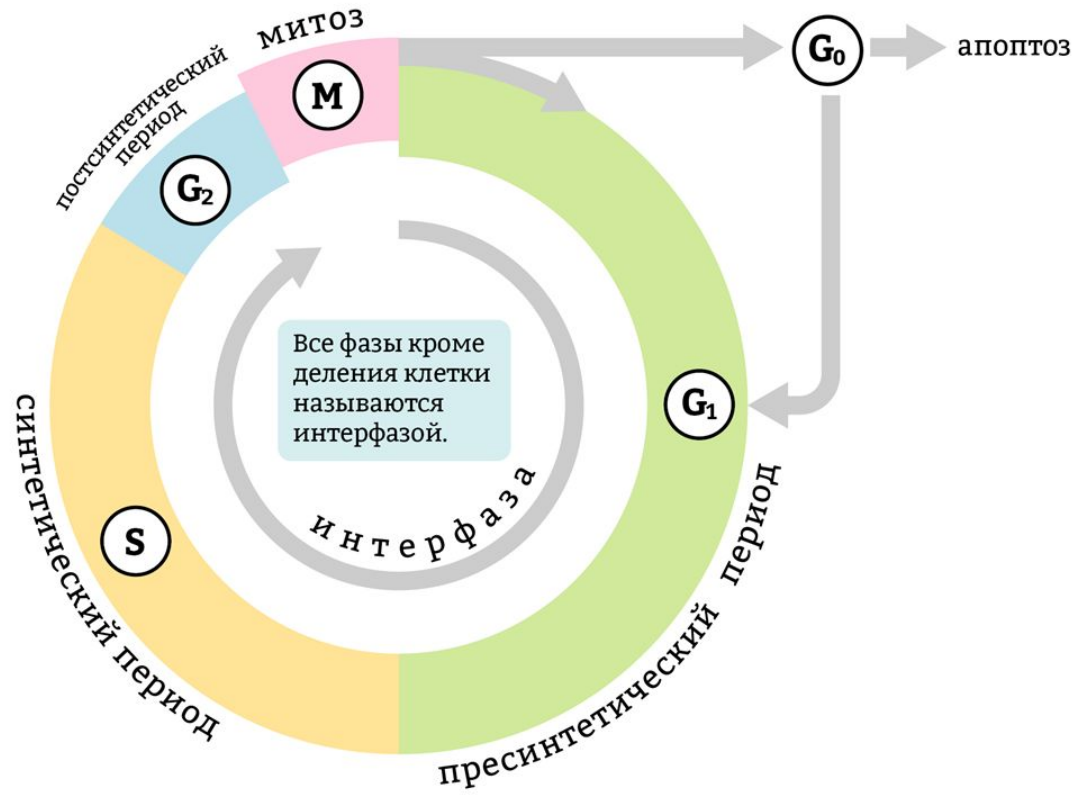 митоз
M
G₀
апоптоз
постсинтетический
период
G₂
Все фазы кроме
деления клетки
называются
интерфазой.
интерфаза
G₁
S
синтетический период
пресинтетический период